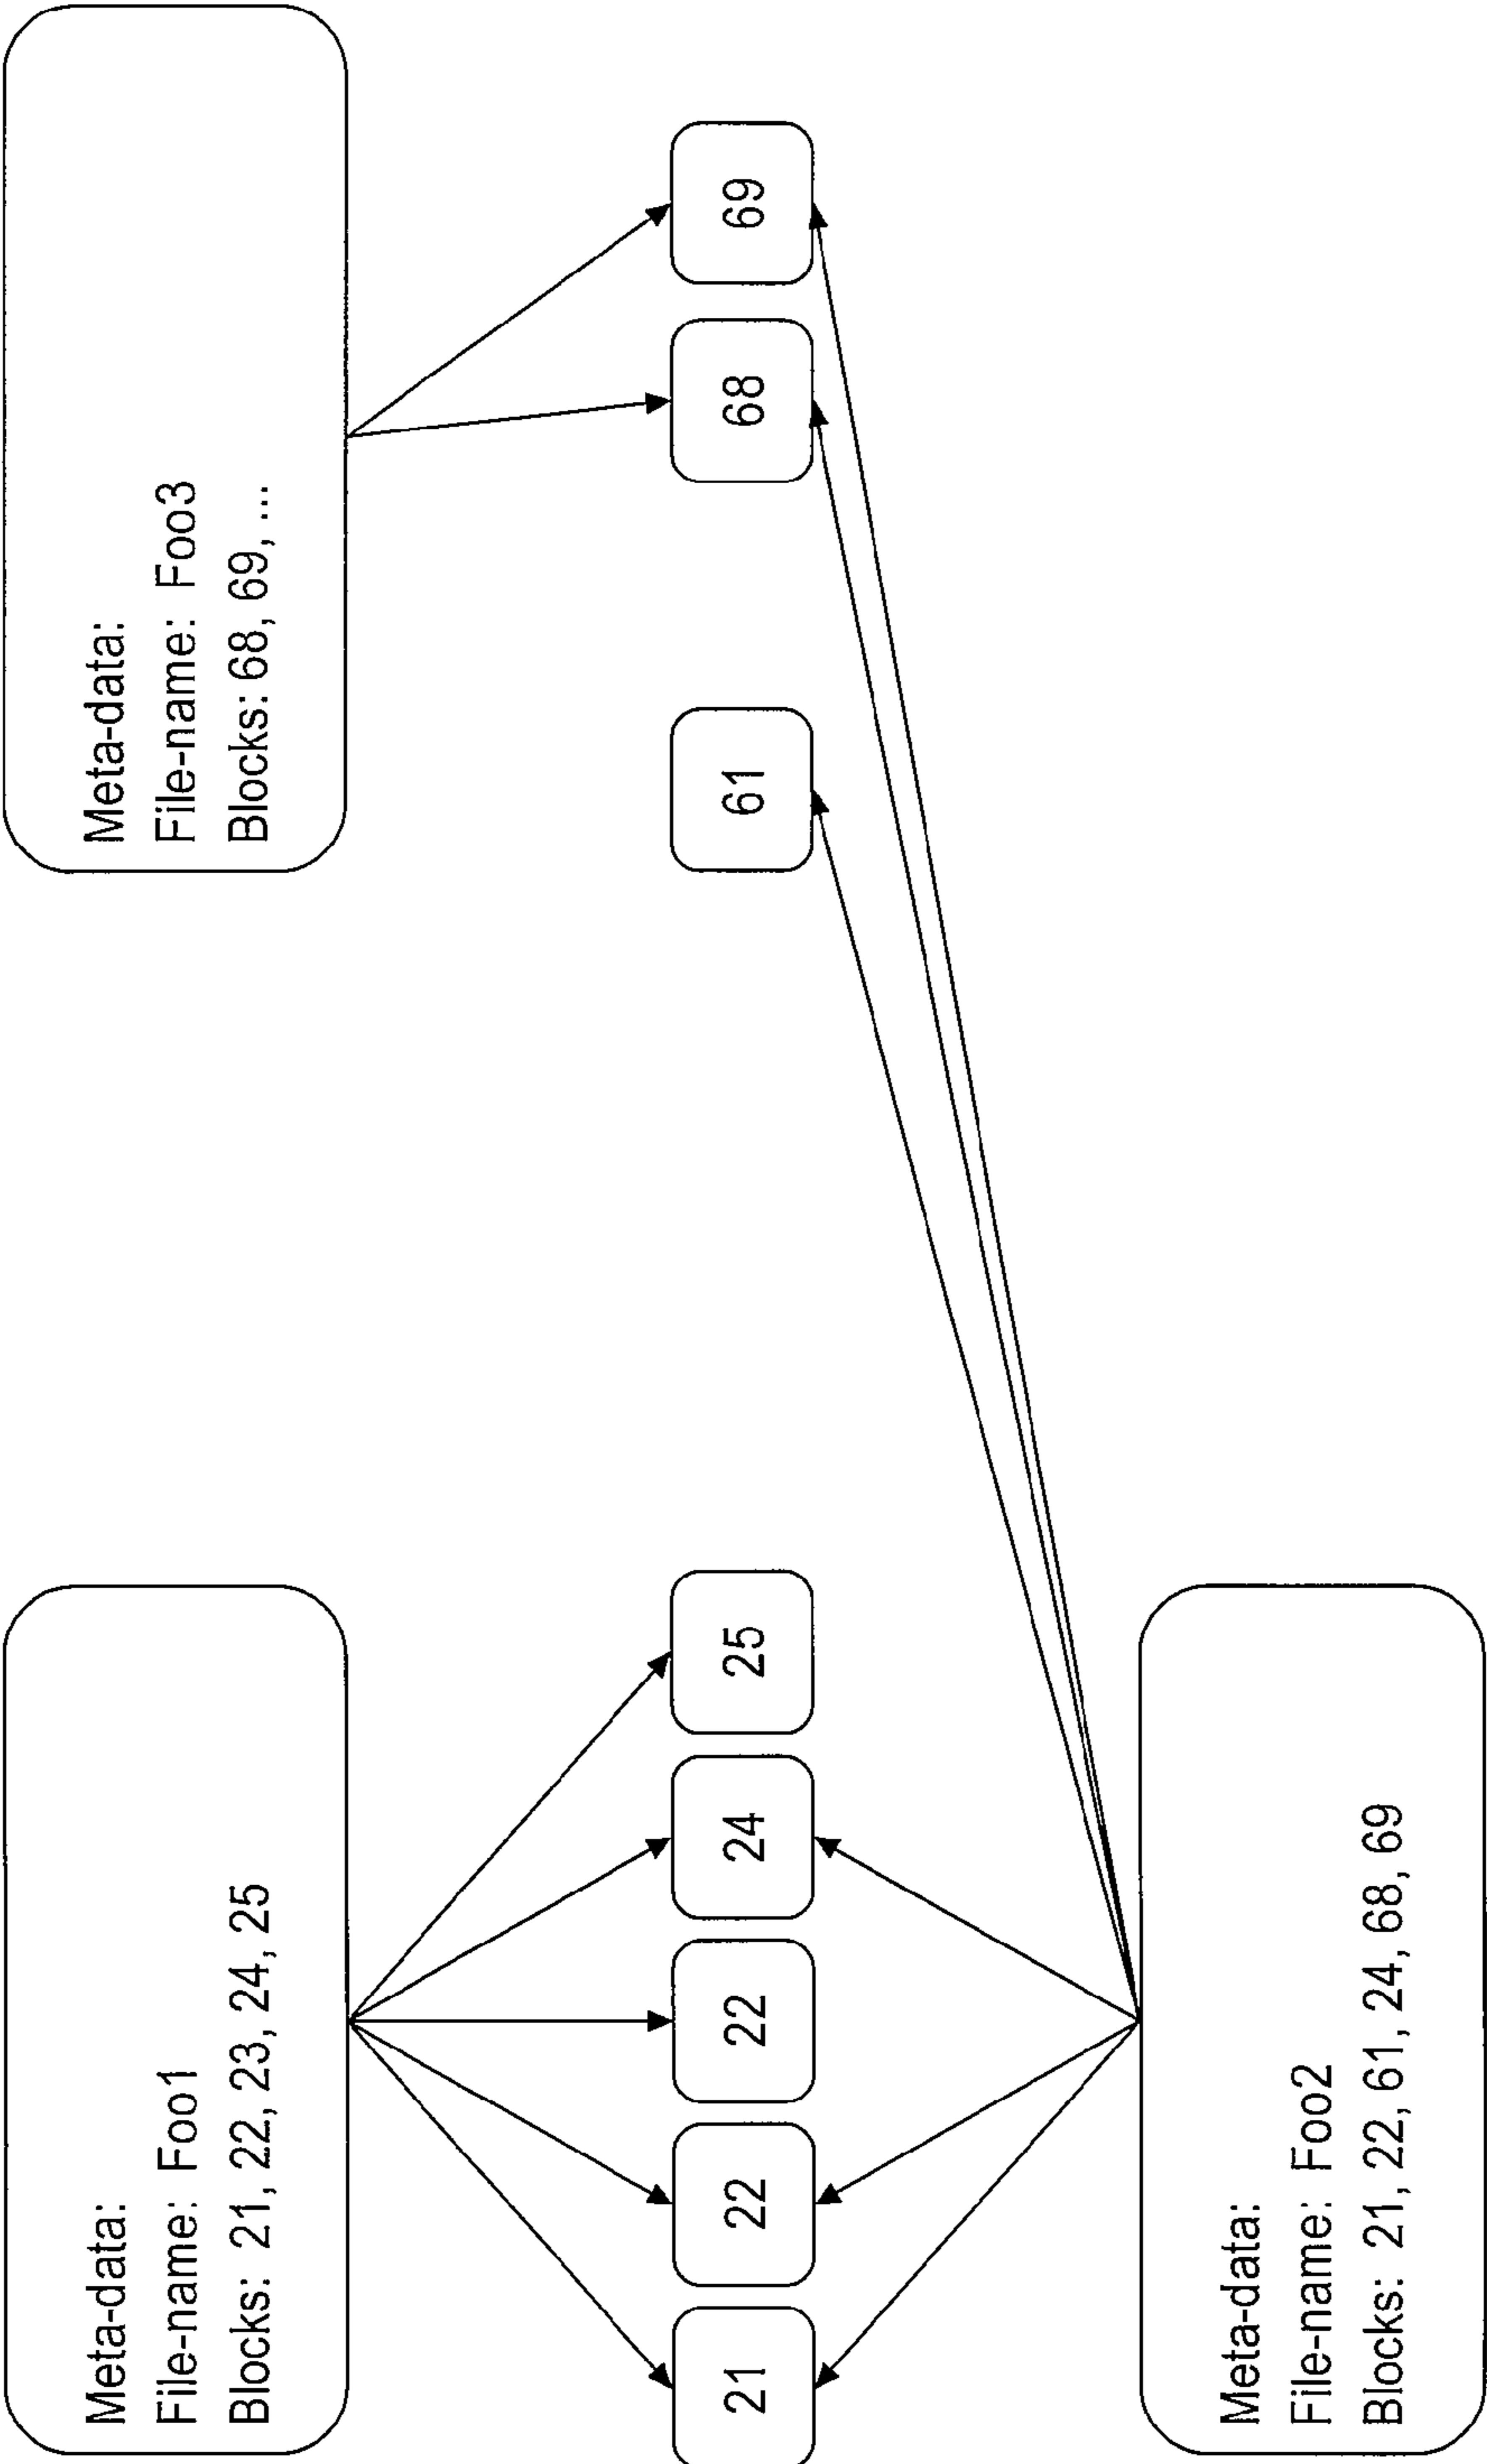 Meta-data:
File-name: Foo1
Blocks: 21, 22, 23, 24, 25
Meta-data:
File-name: Foo3
Blocks: 68, 69, ...
21
22
22
24
25
61
68
69
Meta-data:
File-name: Foo2
Blocks: 21, 22, 61, 24, 68, 69